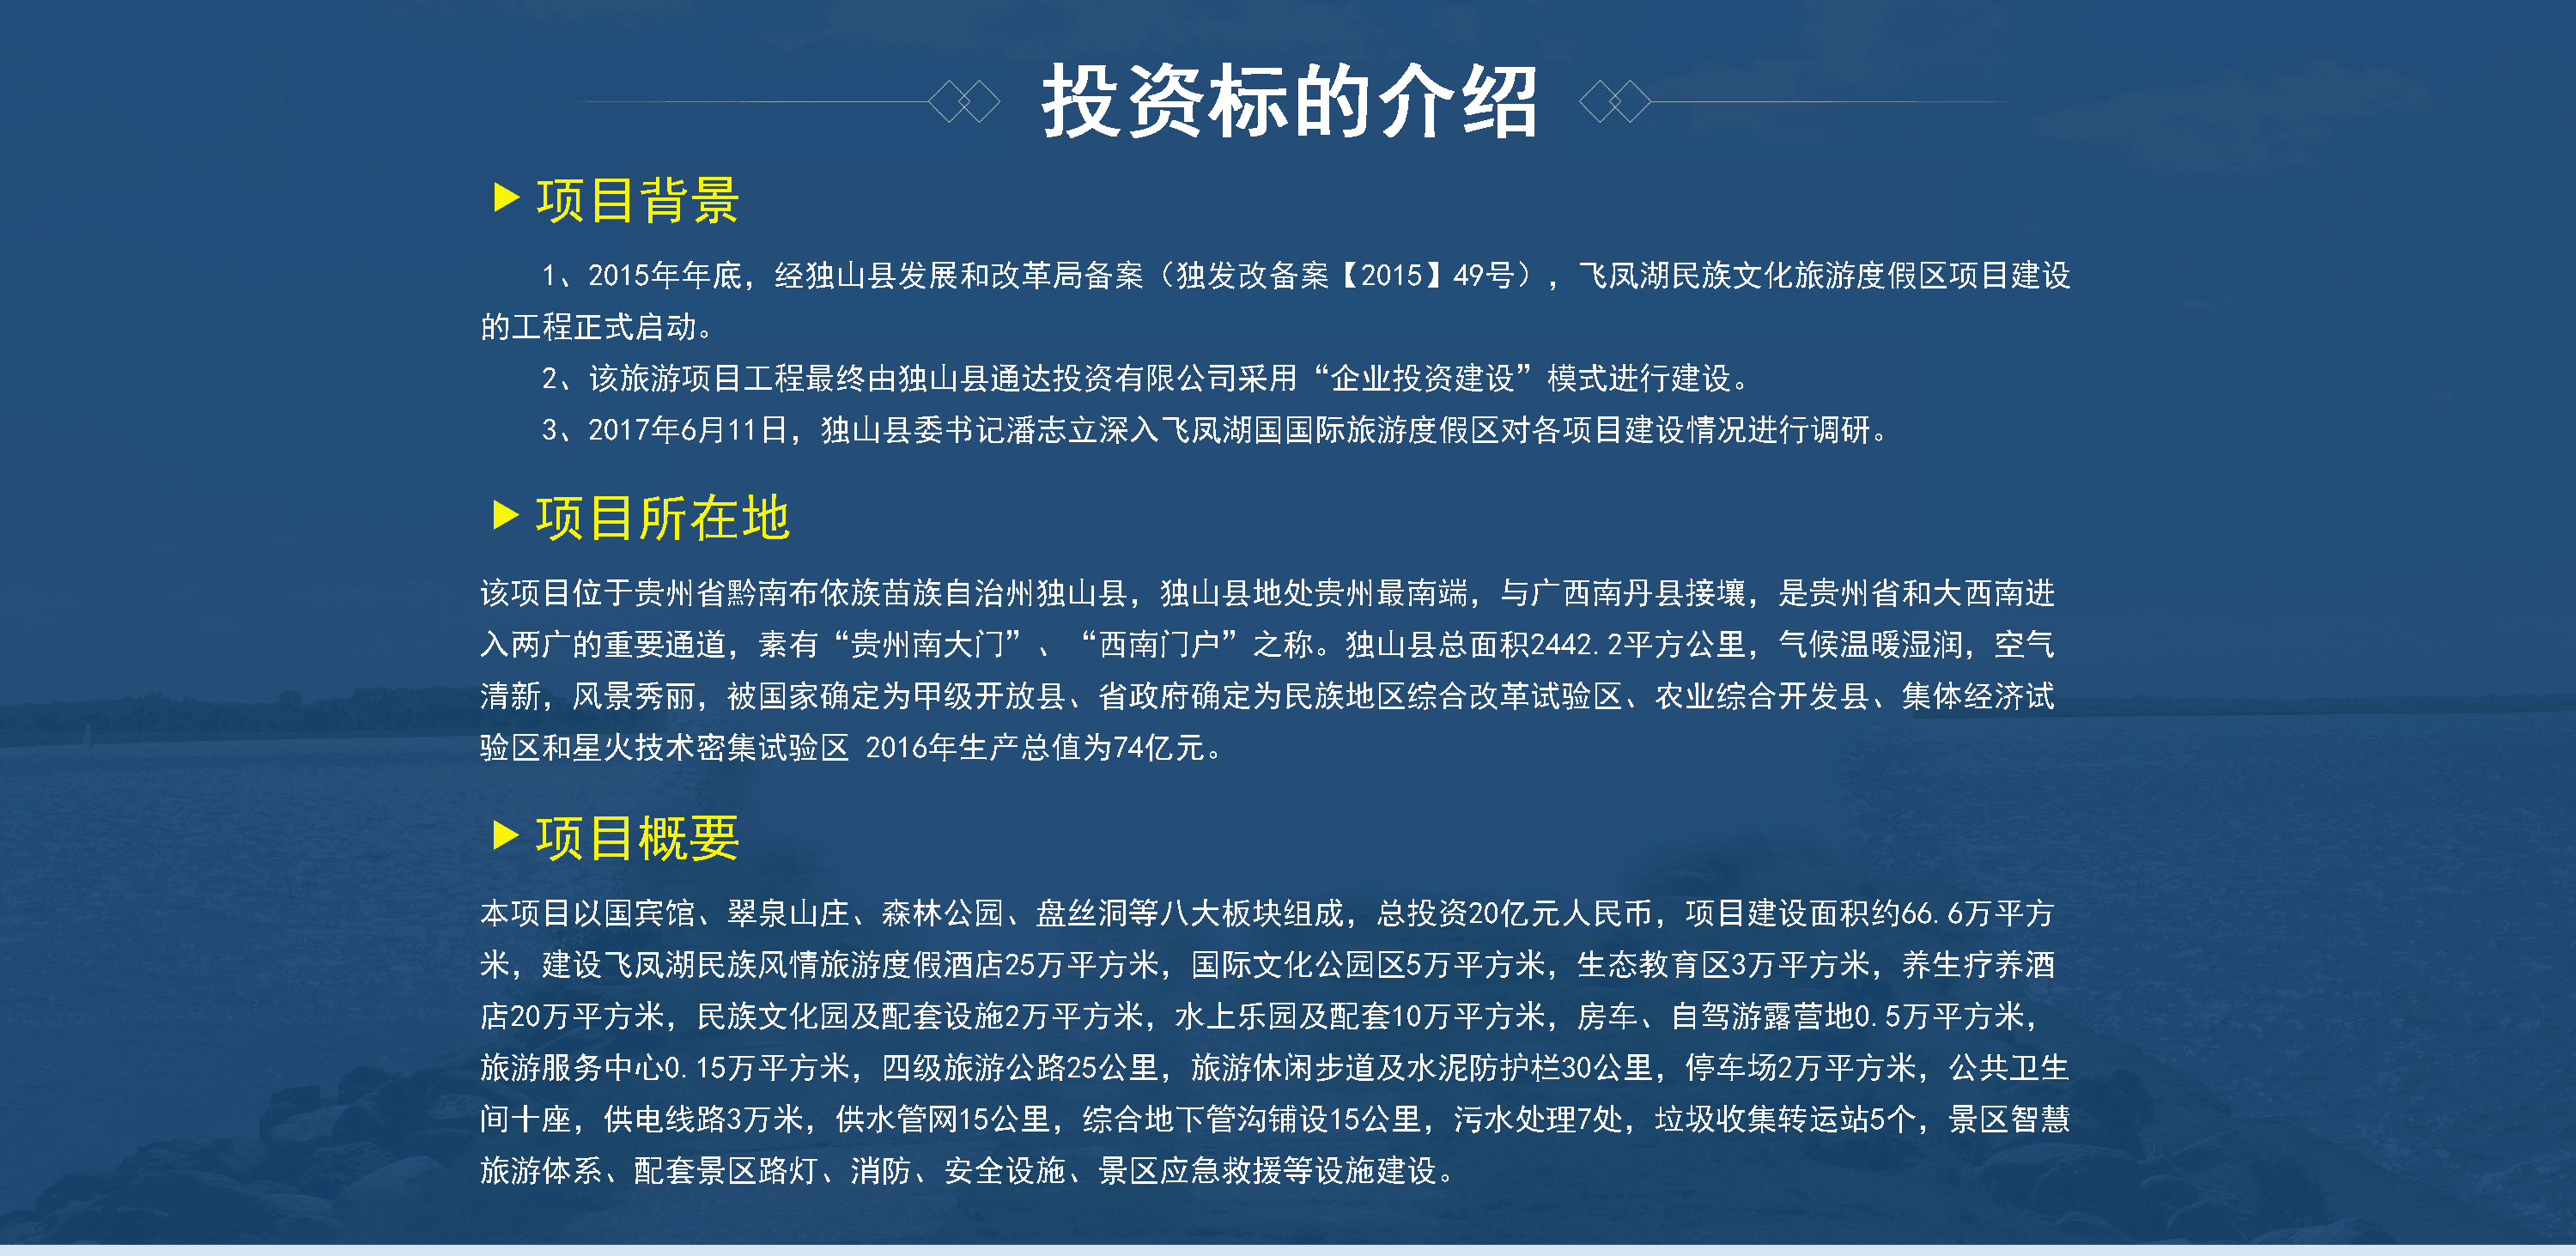 投资标的介绍
项目背景
1、2015年年底，经独山县发展和改革局备案（独发改备案【2015】49号），飞凤湖民族文化旅游度假区项目建设
的工程正式启动。
2、该旅游项目工程最终由独山县通达投资有限公司采用“企业投资建设”模式进行建设。
3、2017年6月11日，独山县委书记潘志立深入飞凤湖国国际旅游度假区对各项目建设情况进行调研。
项目所在地
该项目位于贵州省黔南布依族苗族自治州独山县，独山县地处贵州最南端，与广西南丹县接壤，是贵州省和大西南进
入两广的重要通道，素有“贵州南大门”、“西南门户”之称。独山县总面积2442.2平方公里，气候温暖湿润，空气
清新，风景秀丽，被国家确定为甲级开放县、省政府确定为民族地区综合改革试验区、农业综合开发县、集体经济试
验区和星火技术密集试验区 2016年生产总值为74亿元。
项目概要
本项目以国宾馆、翠泉山庄、森林公园、盘丝洞等八大板块组成，总投资20亿元人民币，项目建设面积约66.6万平方
米，建设飞凤湖民族风情旅游度假酒店25万平方米，国际文化公园区5万平方米，生态教育区3万平方米，养生疗养酒
店20万平方米，民族文化园及配套设施2万平方米，水上乐园及配套10万平方米，房车、自驾游露营地0.5万平方米，
旅游服务中心0.15万平方米，四级旅游公路25公里，旅游休闲步道及水泥防护栏30公里，停车场2万平方米，公共卫生
间十座，供电线路3万米，供水管网15公里，综合地下管沟铺设15公里，污水处理7处，垃圾收集转运站5个，景区智慧
旅游体系、配套景区路灯、消防、安全设施、景区应急救援等设施建设。